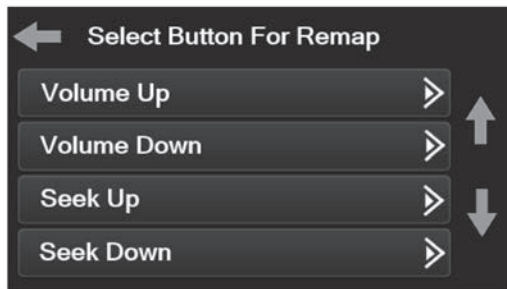 Select Button For Remap
Volume Up
Volume Down
Seek Up
Seek Down